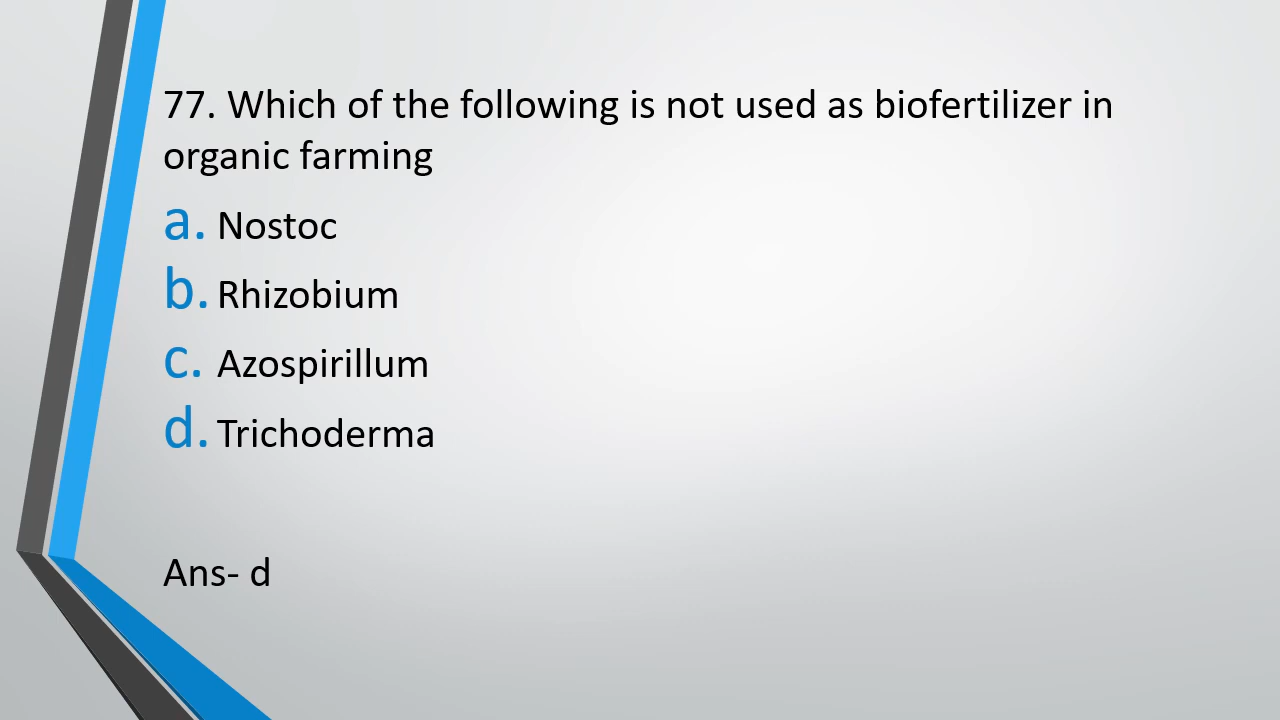 77. Which of the following is not used as biofertilizer in
organic farming
a. Nostoc
b. Rhizobium
c. Azospirillum
d. Trichoderma
Ans- d